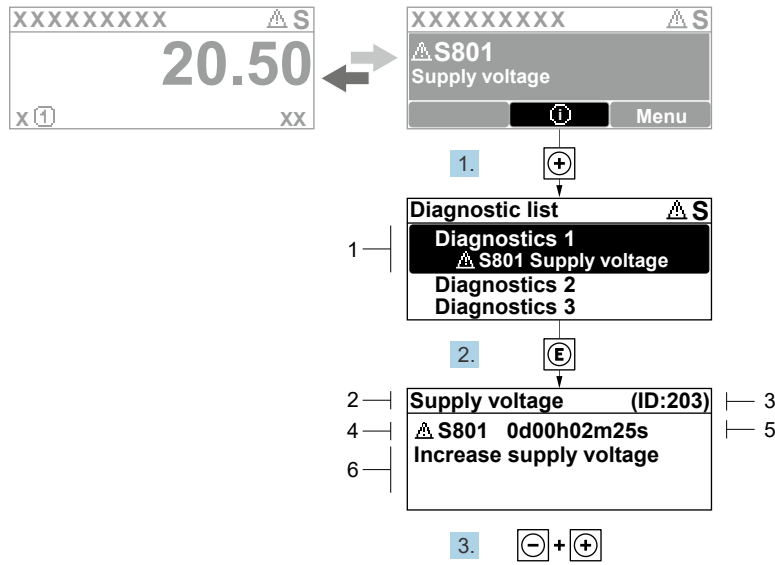 XXXXXXXXX ⚠ S
20.50
X 1 XX
XXXXXXXXX ⚠ S
⚠ S801
Supply voltage
i Menu
1. +
Diagnostic list ⚠ S
1
Diagnostics 1
⚠ S801 Supply voltage
Diagnostics 2
Diagnostics 3
2. E
2 Supply voltage (ID:203) 3
4 ⚠ S801 0d00h02m25s 5
6 Increase supply voltage
3. − + +